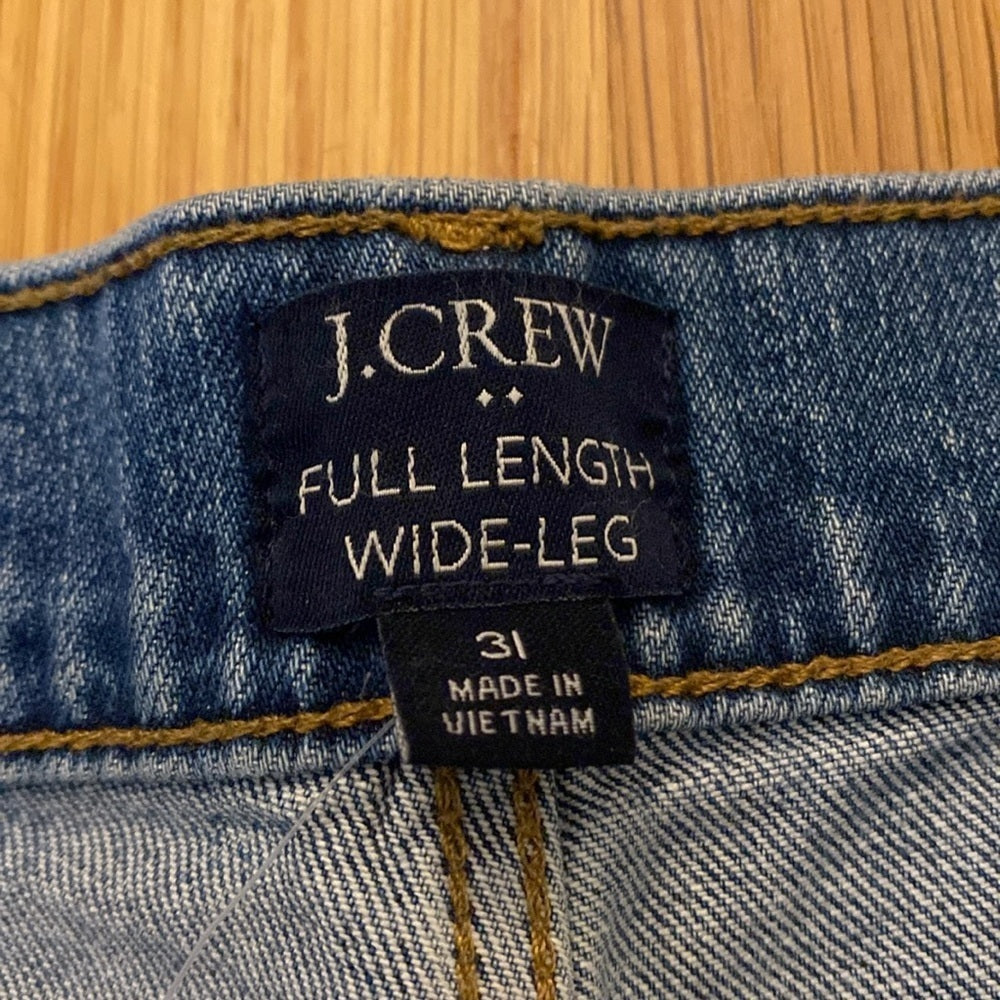 J.CREW
FULL LENGTH
WIDE-LEG
31
MADE IN
VIETNAM